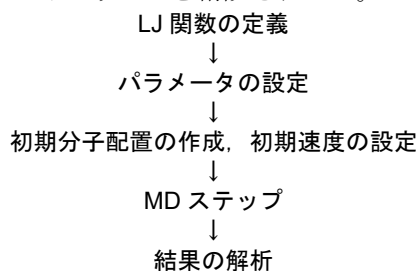 LJ 関数の定義
↓
パラメータの設定
↓
初期分子配置の作成，初期速度の設定
↓
MD ステップ
↓
結果の解析